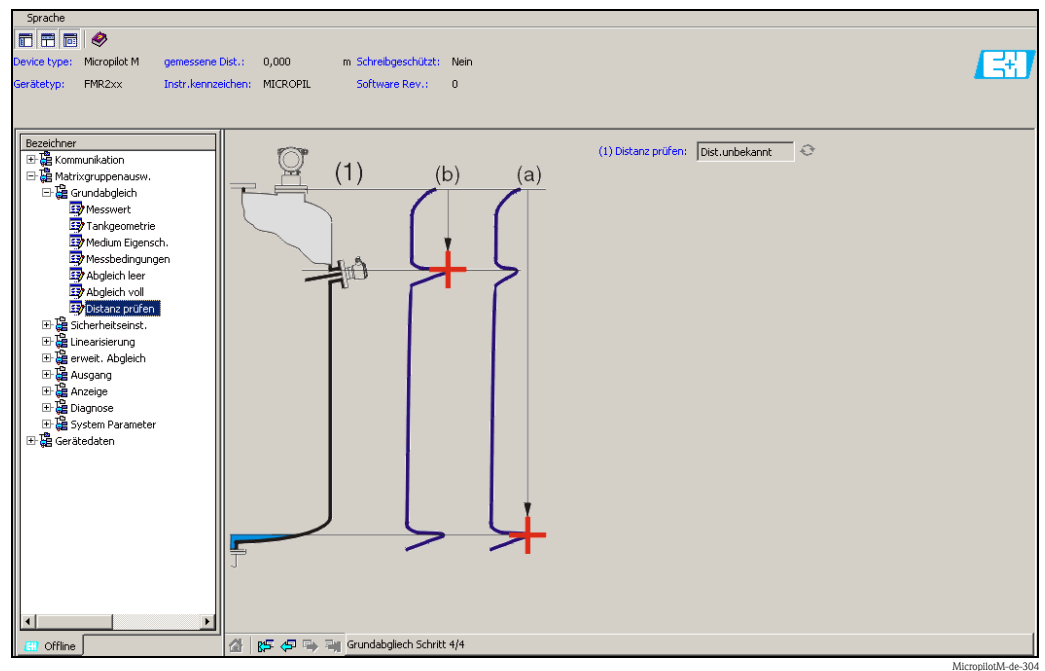 Sprache
Device type: Micropilot M gemessene Dist.: 0,000 m Schreibgeschützt: Nein
Gerätetyp: FMR2xx Instr.kennzeichen: MICROPIL Software Rev.: 0
E+H
Bezeichner
Kommunikation
Matrixgruppenausw.
Grundabgleich
Messwert
Tankgeometrie
Medium Eigensch.
Messbedingungen
Abgleich leer
Abgleich voll
Distanz prüfen
Sicherheitseinst.
Linearisierung
erweit. Abgleich
Ausgang
Anzeige
Diagnose
System Parameter
Gerätedaten
(1) (b) (a)
(1) Distanz prüfen: Dist.unbekannt
Offline
Grundabgliech Schritt 4/4
MicropilotM-de-304